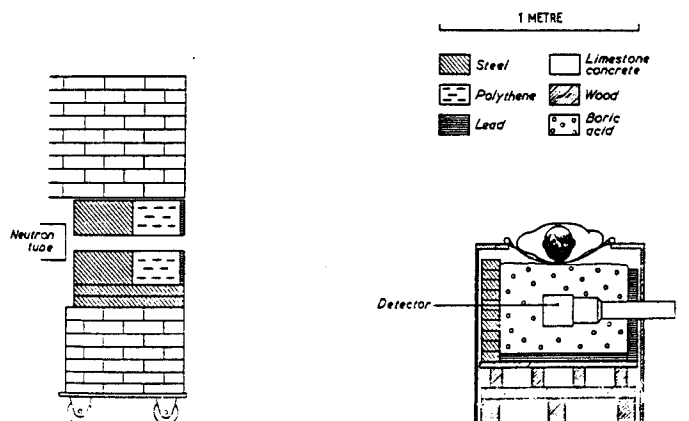 1 METRE
Steel
Limestone
concrete
Polythene
Wood
Lead
Boric
acid
Neutron
tube
Detector